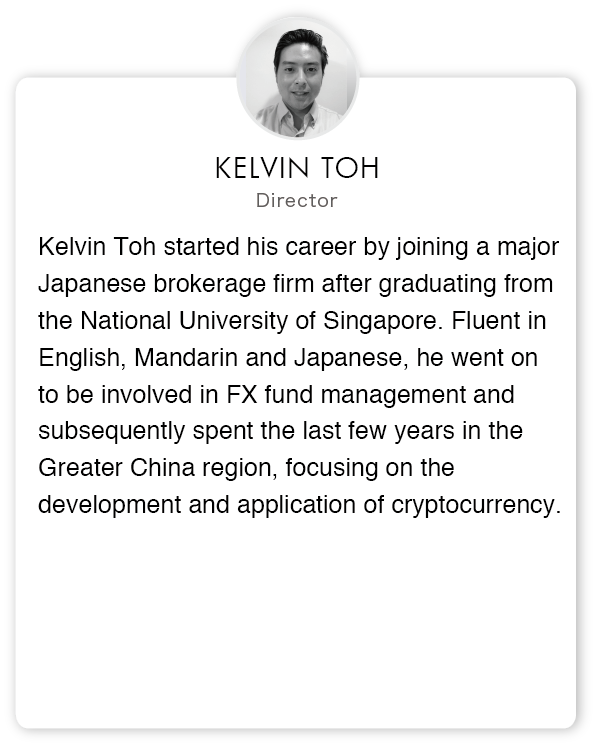 KELVIN TOH
Director
Kelvin Toh started his career by joining a major
Japanese brokerage firm after graduating from
the National University of Singapore. Fluent in
English, Mandarin and Japanese, he went on
to be involved in FX fund management and
subsequently spent the last few years in the
Greater China region, focusing on the
development and application of cryptocurrency.